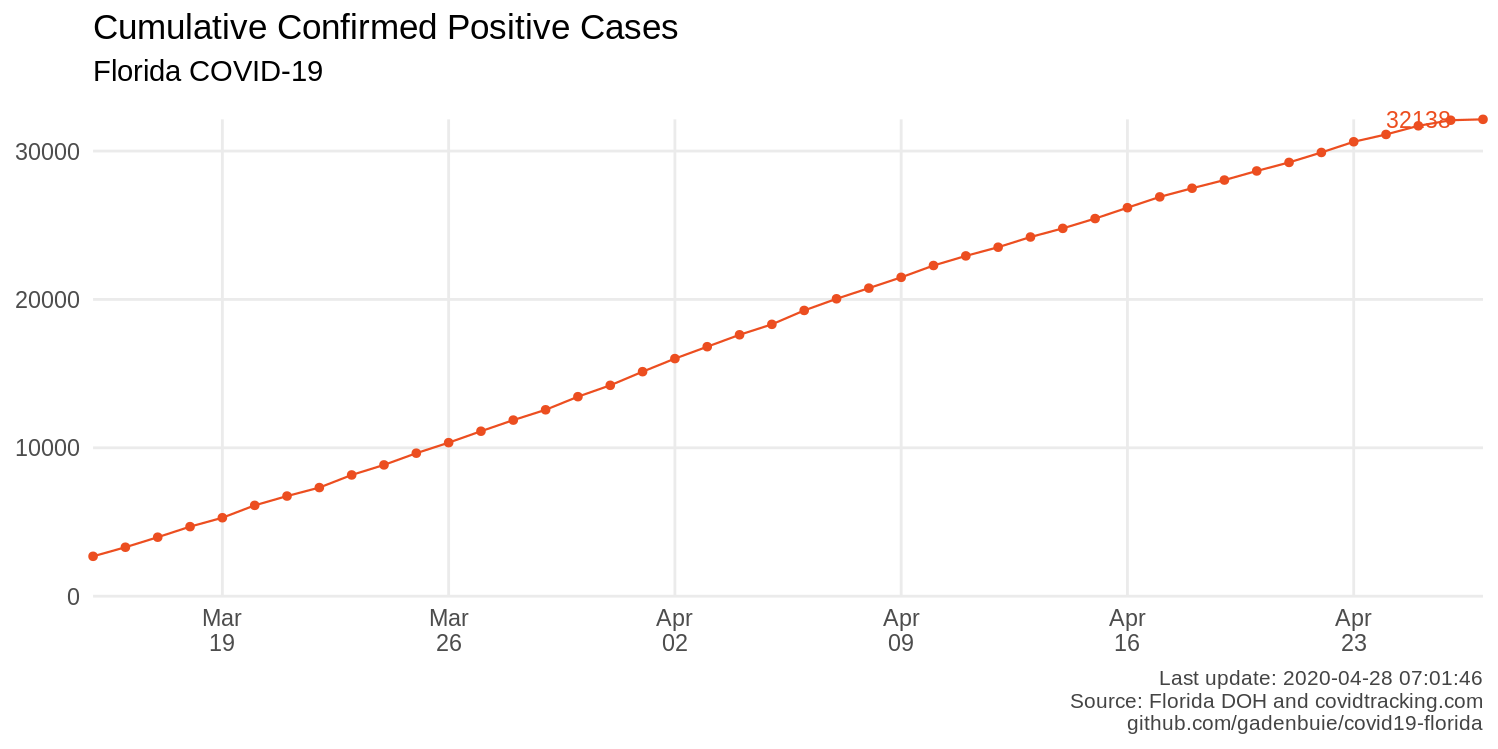 Cumulative Confirmed Positive Cases
Florida COVID-19
32138
30000
20000
10000
0
Mar
19
Mar
26
Apr
02
Apr
09
Apr
16
Apr
23
Last update: 2020-04-28 07:01:46
Source: Florida DOH and covidtracking.com
github.com/gadenbuie/covid19-florida